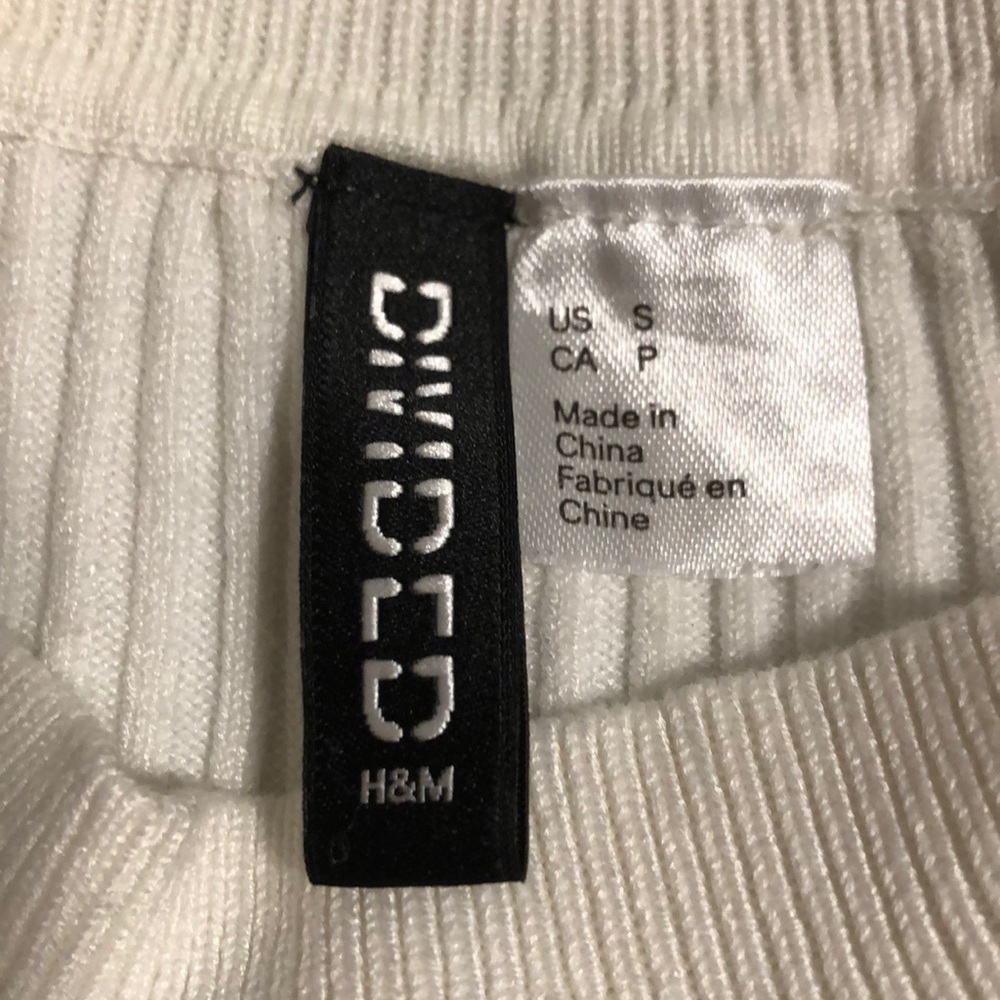 DIVIDED
H&M
US S
CA P
Made in
China
Fabriqué en
Chine